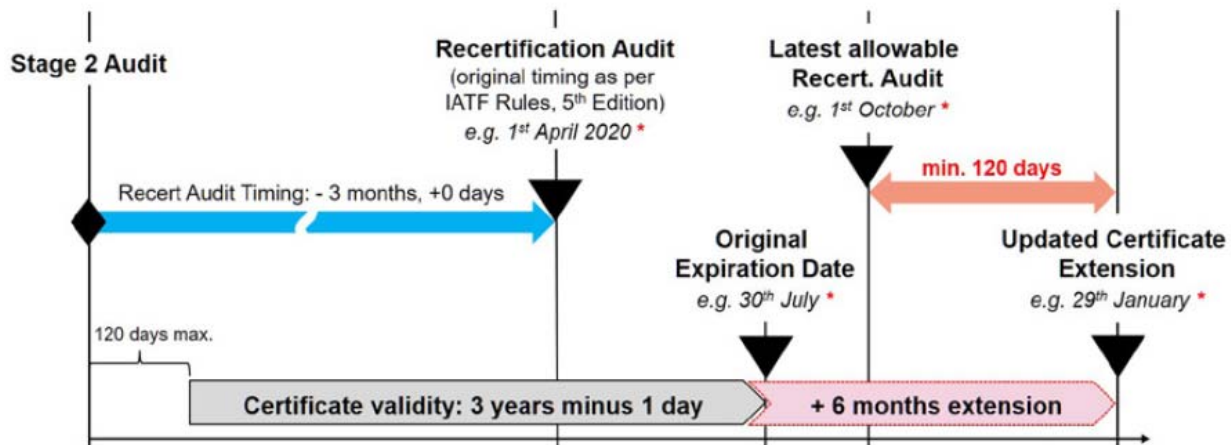 Stage 2 Audit
Recertification Audit
(original timing as per
IATF Rules, 5th Edition)
e.g. 1st April 2020 *
Latest allowable
Recert. Audit
e.g. 1st October *
Recert Audit Timing: - 3 months, +0 days
min. 120 days
Original
Expiration Date
e.g. 30th July *
Updated Certificate
Extension
e.g. 29th January *
120 days max.
Certificate validity: 3 years minus 1 day
+ 6 months extension